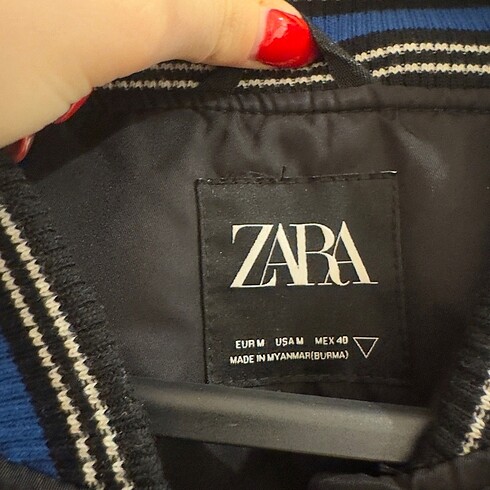 ZARA
EUR M USA M MEX 40
MADE IN MYANMAR(BURMA)